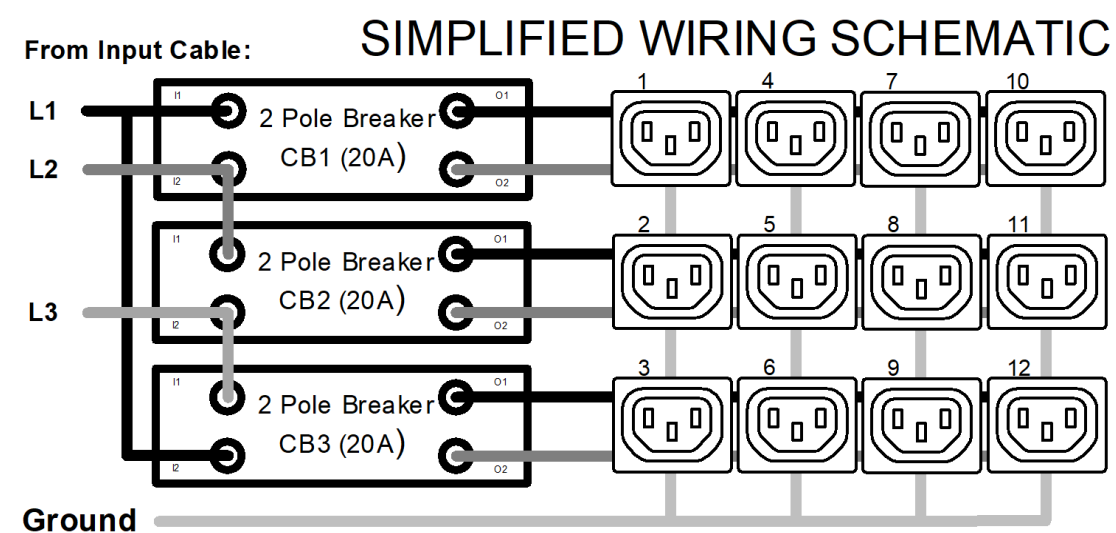 SIMPLIFIED WIRING SCHEMATIC
From Input Cable:
1 4 7 10
L1
I1 O1
2 Pole Breaker
CB1 (20A)
L2
I2 O2
2 5 8 11
I1 O1
2 Pole Breaker
CB2 (20A)
L3
I2 O2
3 6 9 12
I1 O1
2 Pole Breaker
CB3 (20A)
I2 O2
Ground